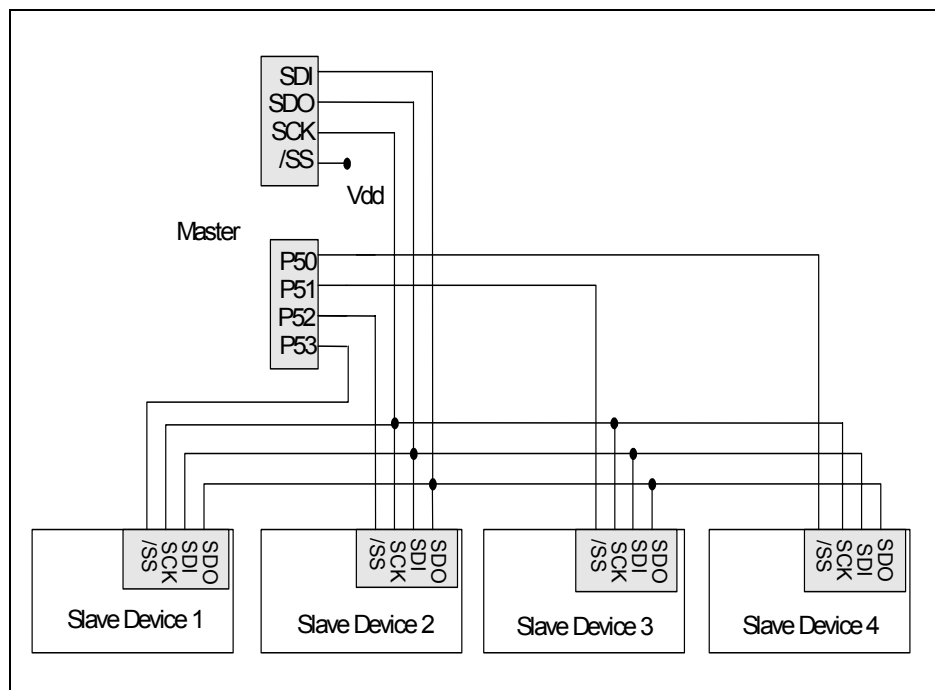 SDI
SDO
SCK
/SS
Vdd
Master
P50
P51
P52
P53
/SS
SCK
SDI
SDO
Slave Device 1
/SS
SCK
SDI
SDO
Slave Device 2
/SS
SCK
SDI
SDO
Slave Device 3
/SS
SCK
SDI
SDO
Slave Device 4